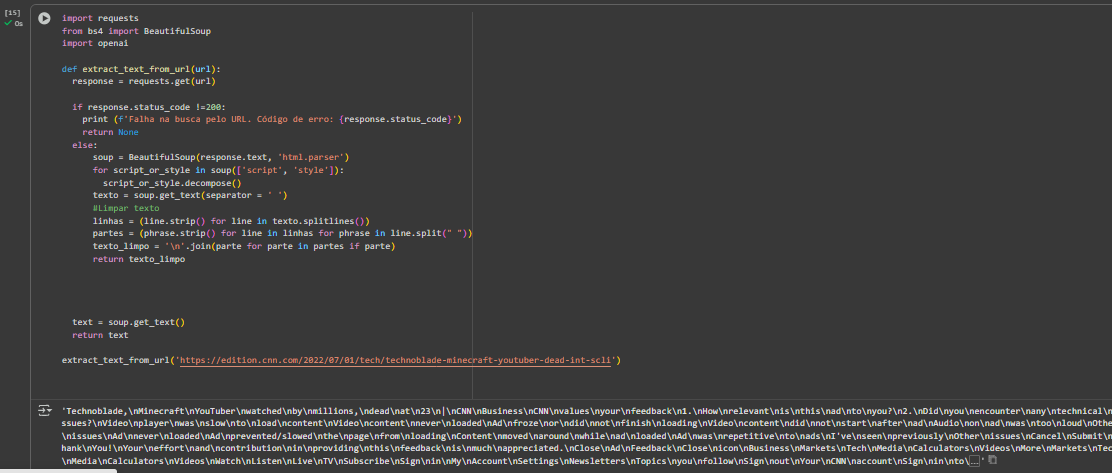 [15]
0s
import requests
from bs4 import BeautifulSoup
import openai
def extract_text_from_url(url):
response = requests.get(url)
if response.status_code !=200:
print (f'Falha na busca pelo URL. Código de erro: {response.status_code}')
return None
else:
soup = BeautifulSoup(response.text, 'html.parser')
for script_or_style in soup(['script', 'style']):
script_or_style.decompose()
texto = soup.get_text(separator = ' ')
#Limpar texto
linhas = (line.strip() for line in texto.splitlines())
partes = (phrase.strip() for line in linhas for phrase in line.split(" "))
texto_limpo = '\n'.join(parte for parte in partes if parte)
return texto_limpo
text = soup.get_text()
return text
extract_text_from_url('https://edition.cnn.com/2022/07/01/tech/technoblade-minecraft-youtuber-dead-int-scli')
'Technoblade,\nMinecraft\nYouTuber\nwatched\nby\nmillions,\ndead\nat\n23\n|\nCNN\nBusiness\nCNN\nvalues\nyour\nfeedback\n1.\nHow\nrelevant\nis\nthis\nad\nto\nyou?\n2.\nDid\nyou\nencounter\nany\ntechnical\n
ssues?\nVideo\nplayer\nwas\nslow\nto\nload\ncontent\nVideo\ncontent\nnever\nloaded\nAd\nfroze\nor\ndid\nnot\nfinish\nloading\nVideo\ncontent\ndid\nnot\nstart\nafter\nad\nAudio\non\nad\nwas\ntoo\nloud\nOthe
\nissues\nAd\nnever\nloaded\nAd\nprevented/slowed\nthe\npage\nfrom\nloading\nContent\nmoved\naround\nwhile\nad\nloaded\nAd\nwas\nrepetitive\nto\nads\nI've\nseen\npreviously\nOther\nissues\nCancel\nSubmit\n
hank\nYou!\nYour\neffort\nand\ncontribution\nin\nproviding\nthis\nfeedback\nis\nmuch\nappreciated.\nClose\nAd\nFeedback\nClose\nicon\nBusiness\nMarkets\nTech\nMedia\nCalculators\nVideos\nMore\nMarkets\nTec
\nMedia\nCalculators\nVideos\nWatch\nListen\nLive\nTV\nSubscribe\nSign\nin\nMy\nAccount\nSettings\nNewsletters\nTopics\nyou\nfollow\nSign\nout\nYour\nCNN\naccount\nSign\nin\nto\...'